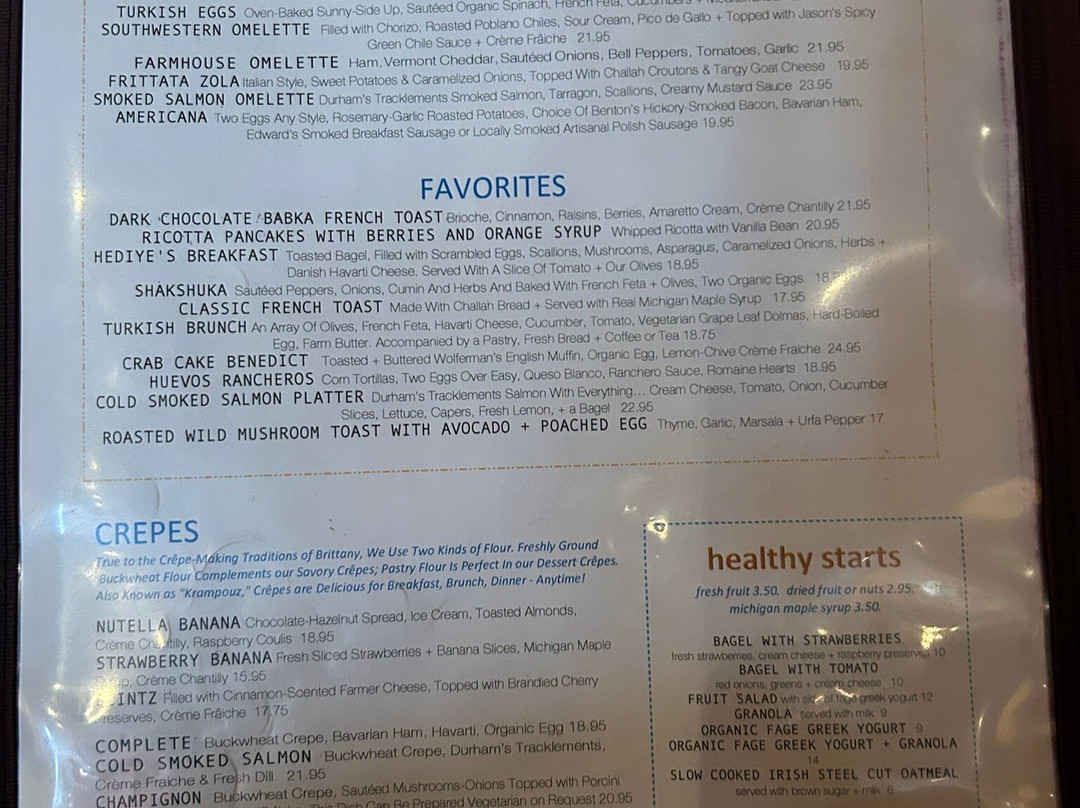 TURKISH EGGS Oven-Baked Sunny-Side Up, Sautéed Organic Spinach, French Feta, Cucumbers +
SOUTHWESTERN OMELETTE Filled with Chorizo, Roasted Poblano Chiles, Sour Cream, Pico de Gallo + Topped with Jason's Spicy
Green Chile Sauce + Crème Frâiche 21.95
FARMHOUSE OMELETTE Ham, Vermont Cheddar, Sautéed Onions, Bell Peppers, Tomatoes, Garlic 21.95
FRITTATA ZOLA Italian Style, Sweet Potatoes & Caramelized Onions, Topped With Challah Croutons & Tangy Goat Cheese 19.95
SMOKED SALMON OMELETTE Durham's Tracklements Smoked Salmon, Tarragon, Scallions, Creamy Mustard Sauce 23.95
AMERICANA Two Eggs Any Style, Rosemary-Garlic Roasted Potatoes, Choice Of Benton's Hickory-Smoked Bacon, Bavarian Ham,
Edward's Smoked Breakfast Sausage or Locally Smoked Artisanal Polish Sausage 19.95
FAVORITES
DARK CHOCOLATE BABKA FRENCH TOAST Brioche, Cinnamon, Raisins, Berries, Amaretto Cream, Crème Chantilly 21.95
RICOTTA PANCAKES WITH BERRIES AND ORANGE SYRUP Whipped Ricotta with Vanilla Bean 20.95
HEDIYE'S BREAKFAST Toasted Bagel, Filled with Scrambled Eggs, Scallions, Mushrooms, Asparagus, Caramelized Onions, Herbs +
Danish Havarti Cheese. Served With A Slice Of Tomato + Our Olives 18.95
SHAKSHUKA Sautéed Peppers, Onions, Cumin And Herbs And Baked With French Feta + Olives, Two Organic Eggs
CLASSIC FRENCH TOAST Made With Challah Bread + Served with Real Michigan Maple Syrup 17.95
TURKISH BRUNCH An Array Of Olives, French Feta, Havarti Cheese, Cucumber, Tomato, Vegetarian Grape Leaf Dolmas, Hard-Boiled
Egg, Farm Butter. Accompanied by a Pastry, Fresh Bread + Coffee or Tea 18.75
CRAB CAKE BENEDICT Toasted + Buttered Wolferman's English Muffin, Organic Egg, Lemon-Chive Crème Fraiche 24.95
HUEVOS RANCHEROS Corn Tortillas, Two Eggs Over Easy, Queso Blanco, Ranchero Sauce, Romaine Hearts 18.95
COLD SMOKED SALMON PLATTER Durham's Tracklements Salmon With Everything... Cream Cheese, Tomato, Onion, Cucumber
Slices, Lettuce, Capers, Fresh Lemon, + a Bagel 22.95
ROASTED WILD MUSHROOM TOAST WITH AVOCADO + POACHED EGG Thyme, Garlic, Marsala + Urfa Pepper 17
CREPES
True to the Crêpe-Making Traditions of Brittany, We Use Two Kinds of Flour. Freshly Ground
Buckwheat Flour Complements our Savory Crêpes; Pastry Flour Is Perfect In our Dessert Crêpes.
Also Known as "Krampouz," Crêpes are Delicious for Breakfast, Brunch, Dinner - Anytime!
NUTELLA BANANA Chocolate-Hazelnut Spread, Ice Cream, Toasted Almonds,
Crème Chantilly, Raspberry Coulis 18.95
STRAWBERRY BANANA Fresh Sliced Strawberries + Banana Slices, Michigan Maple
Crème Chantilly 15.95
Filled with Cinnamon-Scented Farmer Cheese, Topped with Brandied Cherry
Crème Frâiche 17.75
COMPLETE Buckwheat Crepe, Bavarian Ham, Havarti, Organic Egg 18.95
COLD SMOKED SALMON Buckwheat Crepe, Durham's Tracklements,
Crème Fraiche & Fresh Dill 21.95
CHAMPIGNON Buckwheat Crepe, Sautéed Mushrooms-Onions Topped with Porcini
This Dish Can Be Prepared Vegetarian on Request 20.95
healthy starts
fresh fruit 3.50. dried fruit or nuts 2.95.
michigan maple syrup 3.50.
BAGEL WITH STRAWBERRIES
fresh strawberries, cream cheese + raspberry preserves 10
BAGEL WITH TOMATO
red onions, greens + cream cheese 10
FRUIT SALAD with side of fage greek yogurt 12
GRANOLA served with milk 9
ORGANIC FAGE GREEK YOGURT 9
ORGANIC FAGE GREEK YOGURT + GRANOLA
14
SLOW COOKED IRISH STEEL CUT OATMEAL
served with brown sugar + milk 8